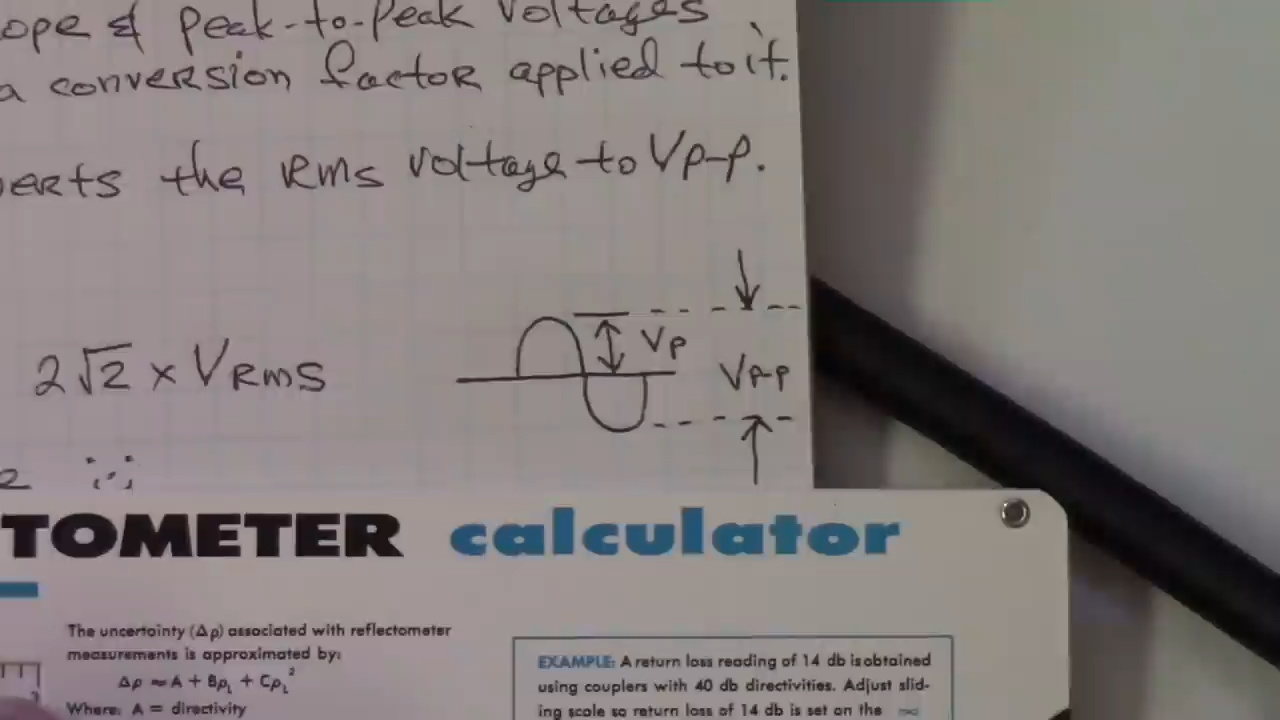 ope & Peak-to-Peak Voltages
a conversion factor applied to it.
erts the Rms Voltage to Vp-p.
2√2 x VRMS
Vp
Vp-p
2 ∴
TOMETER calculator
The uncertainty (Δρ) associated with reflectometer
measurements is approximated by:
Δρ ≈ A + BρL + CρL²
Where: A = directivity
EXAMPLE: A return loss reading of 14 db is obtained
using couplers with 40 db directivities. Adjust slid-
ing scale so return loss of 14 db is set on the